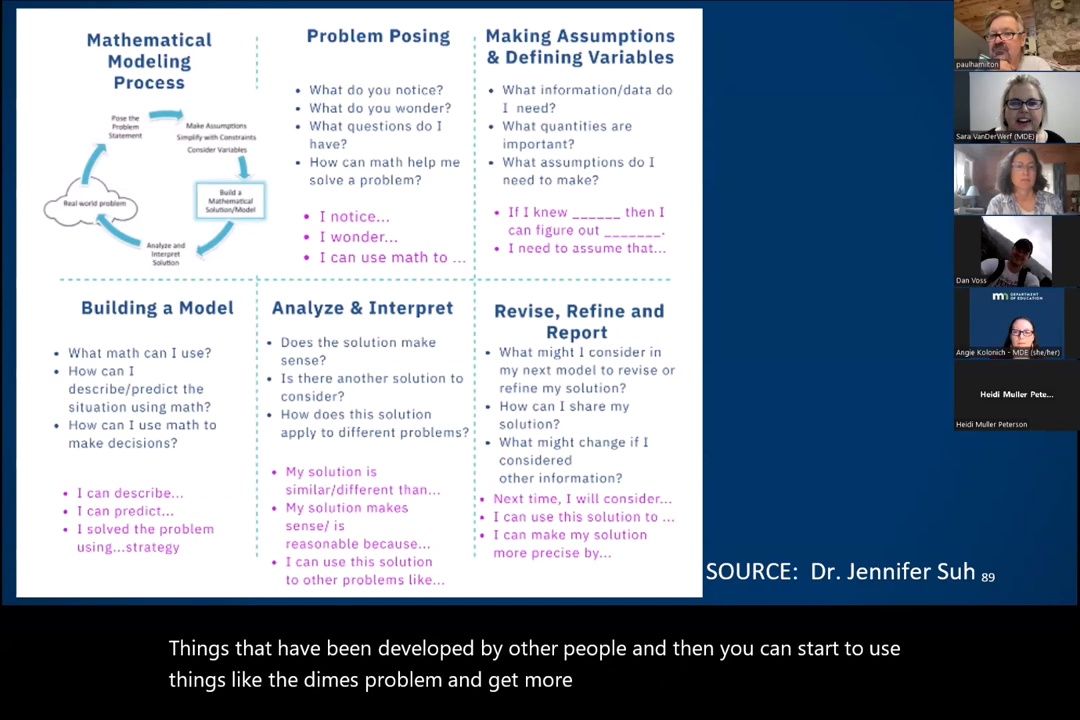 Mathematical
Modeling
Process
Pose the
Problem
Statement
Make Assumptions
Simplify with Constraints
Consider Variables
Real world problem
Build a
Mathematical
Solution/Model
Analyze and
Interpret
Solution
Problem Posing
• What do you notice?
• What do you wonder?
• What questions do I
have?
• How can math help me
solve a problem?
• I notice...
• I wonder...
• I can use math to ...
Making Assumptions
& Defining Variables
• What information/data do
I need?
• What quantities are
important?
• What assumptions do I
need to make?
• If I knew ______ then I
can figure out _______.
• I need to assume that...
Building a Model
• What math can I use?
• How can I
describe/predict the
situation using math?
• How can I use math to
make decisions?
• I can describe...
• I can predict...
• I solved the problem
using...strategy
Analyze & Interpret
• Does the solution make
sense?
• Is there another solution to
consider?
• How does this solution
apply to different problems?
• My solution is
similar/different than...
• My solution makes
sense/ is
reasonable because...
• I can use this solution
to other problems like...
Revise, Refine and
Report
• What might I consider in
my next model to revise or
refine my solution?
• How can I share my
solution?
• What might change if I
considered
other information?
• Next time, I will consider...
• I can use this solution to ...
• I can make my solution
more precise by...
SOURCE: Dr. Jennifer Suh 89
paulhamilton
Sara VanDerWerf (MDE)
Dan Voss
mn DEPARTMENT
OF EDUCATION
Angie Kolonich - MDE (she/her)
Heidi Muller Pete...
Heidi Muller Peterson
Things that have been developed by other people and then you can start to use
things like the dimes problem and get more